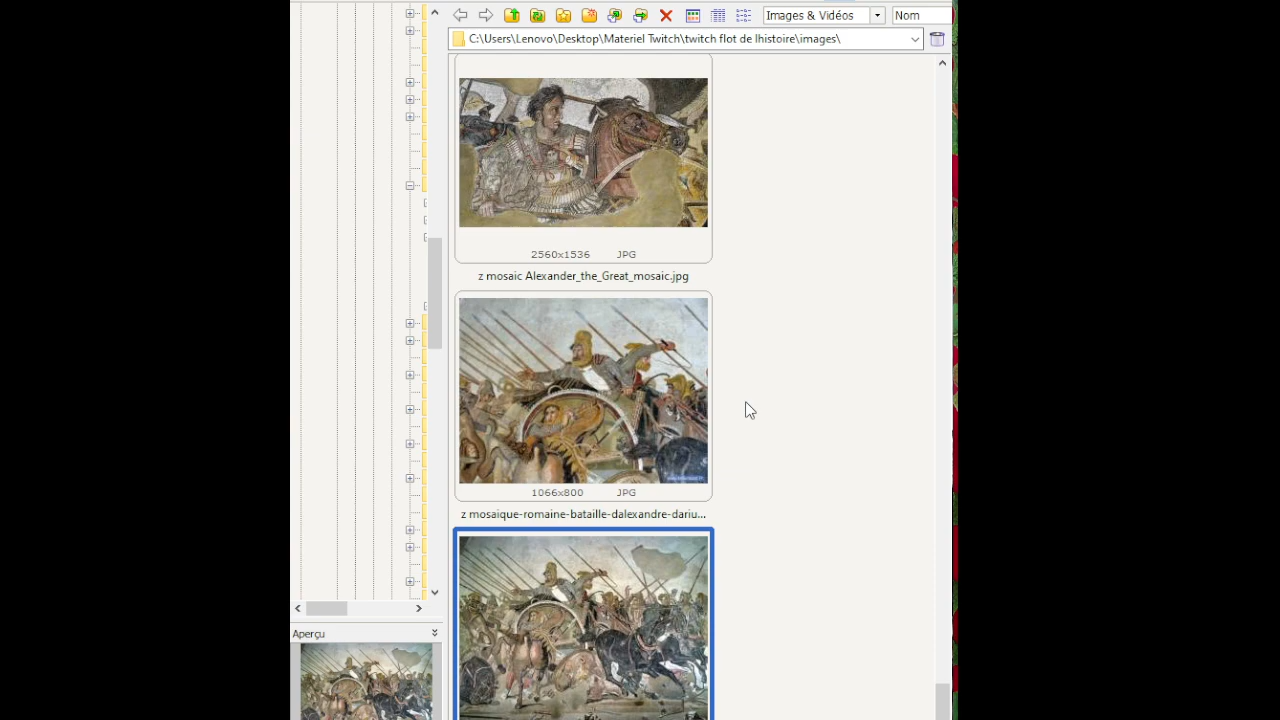 Images & Vidéos
Nom
C:\Users\Lenovo\Desktop\Materiel Twitch\twitch flot de lhistoire\images\
2560x1536 JPG
z mosaic Alexander_the_Great_mosaic.jpg
1066x800 JPG
z mosaique-romaine-bataille-dalexandre-dariu...
Aperçu